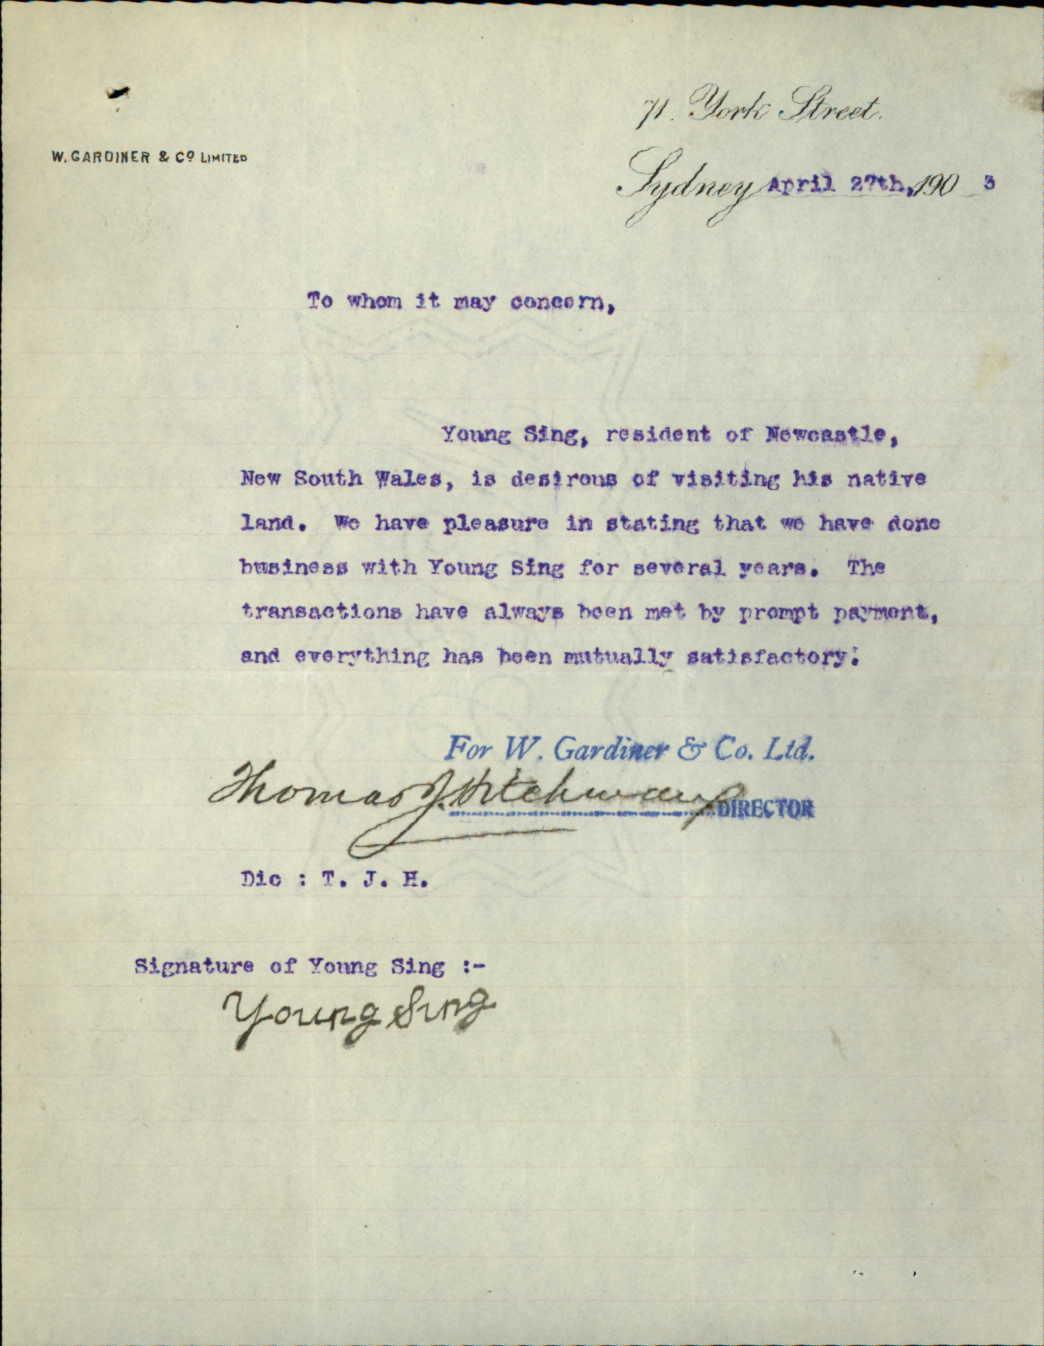 71. York Street.
W. GARDINER & Co LIMITED
Sydney April 27th, 190 3
To whom it may concern,
Young Sing, resident of Newcastle,
New South Wales, is desirous of visiting his native
land. We have pleasure in stating that we have done
business with Young Sing for several years. The
transactions have always been met by prompt payment,
and everything has been mutually satisfactory.
For W. Gardiner & Co. Ltd.
Thomas J. DIRECTOR
Dic : T. J. H.
Signature of Young Sing :-
Young Sing